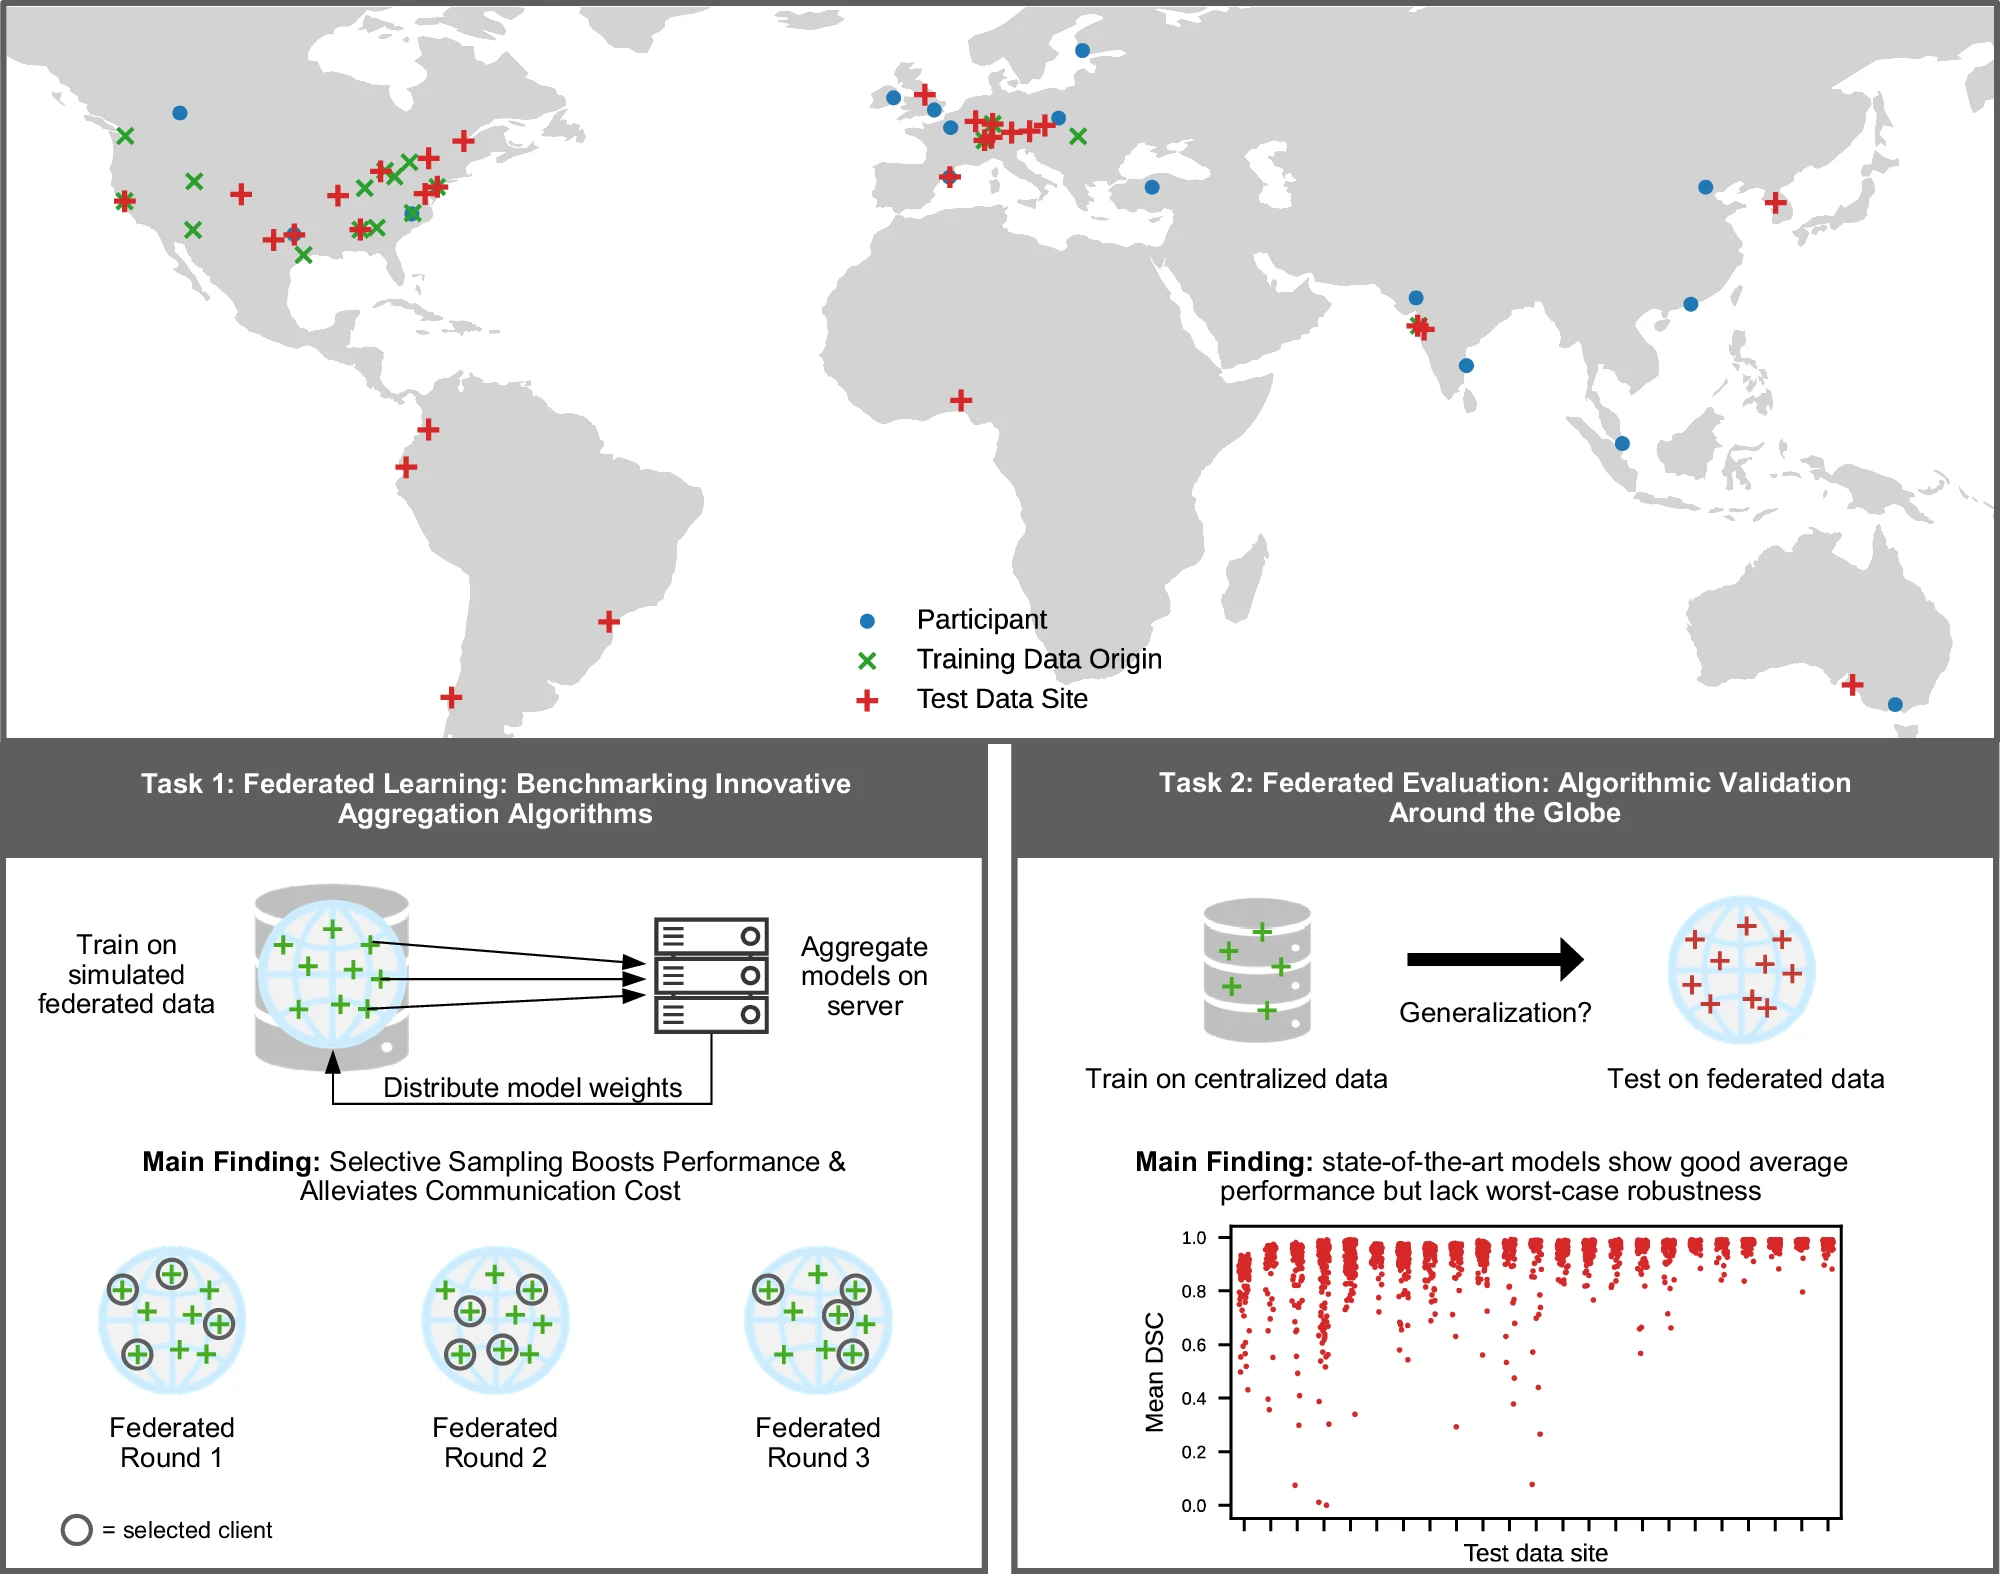 Participant
Training Data Origin
Test Data Site
Task 1: Federated Learning: Benchmarking Innovative
Aggregation Algorithms
Train on
simulated
federated data
Aggregate
models on
server
Distribute model weights
Main Finding: Selective Sampling Boosts Performance &
Alleviates Communication Cost
Federated
Round 1
Federated
Round 2
Federated
Round 3
= selected client
Task 2: Federated Evaluation: Algorithmic Validation
Around the Globe
Generalization?
Train on centralized data
Test on federated data
Main Finding: state-of-the-art models show good average
performance but lack worst-case robustness
1.0
0.8
0.6
0.4
0.2
0.0
Mean DSC
Test data site